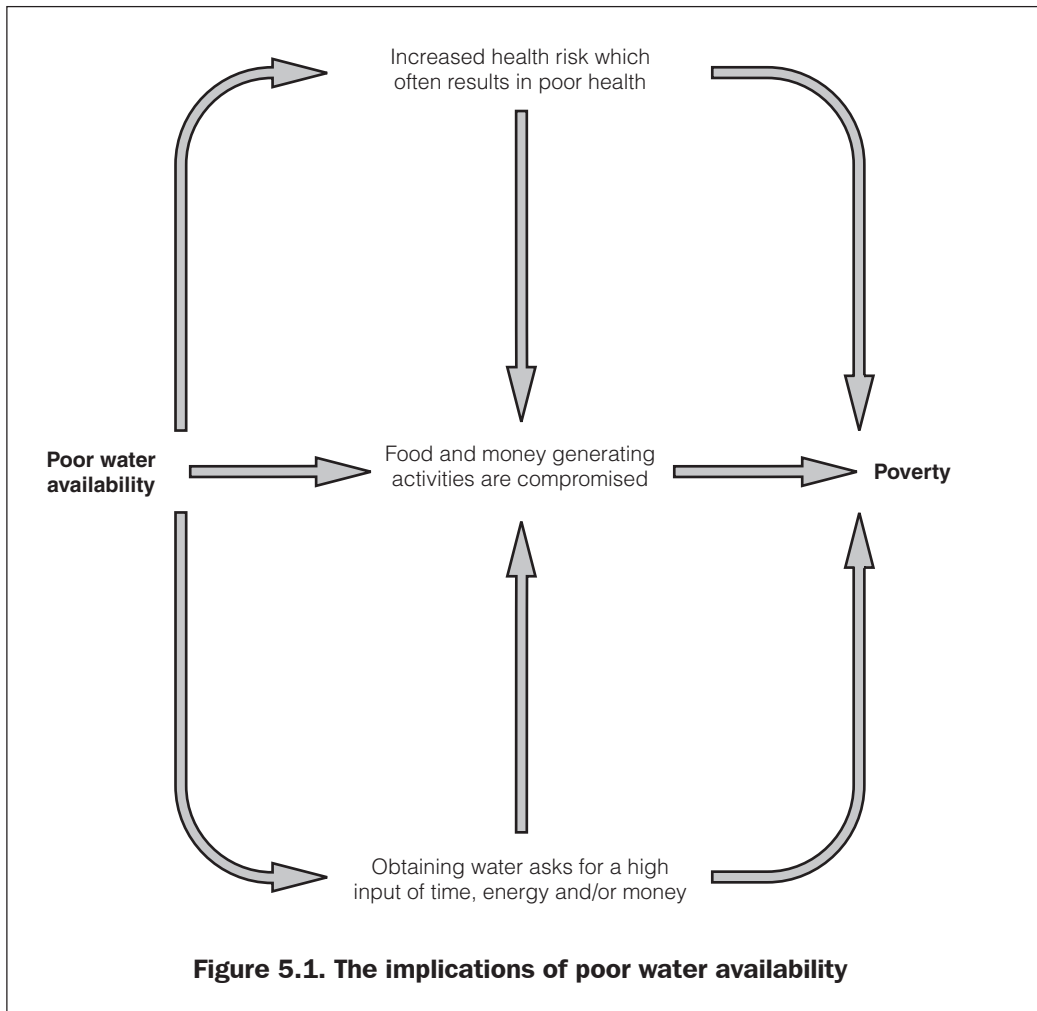 Increased health risk which
often results in poor health
Poor water
availability
Food and money generating
activities are compromised
Poverty
Obtaining water asks for a high
input of time, energy and/or money
Figure 5.1. The implications of poor water availability